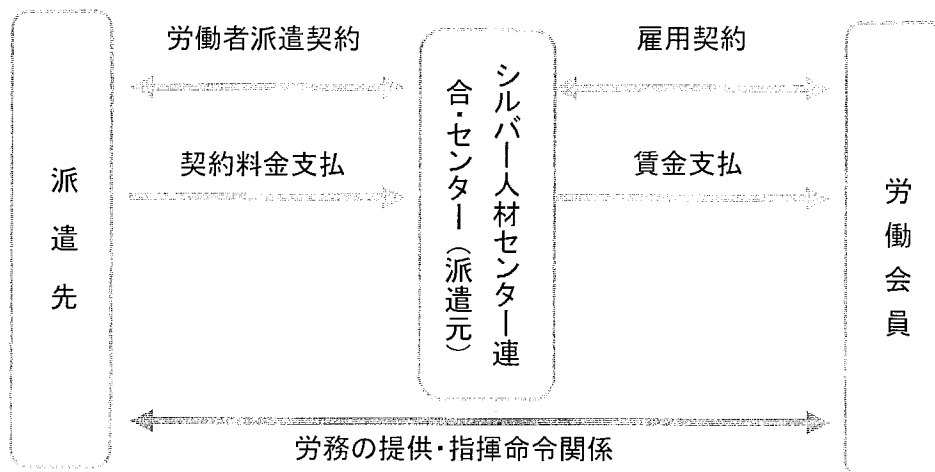 労働者派遣契約
雇用契約
契約料金支払
賃金支払
派遣先
シルバー人材センター連
合・センター(派遣元)
労働会員
労務の提供・指揮命令関係